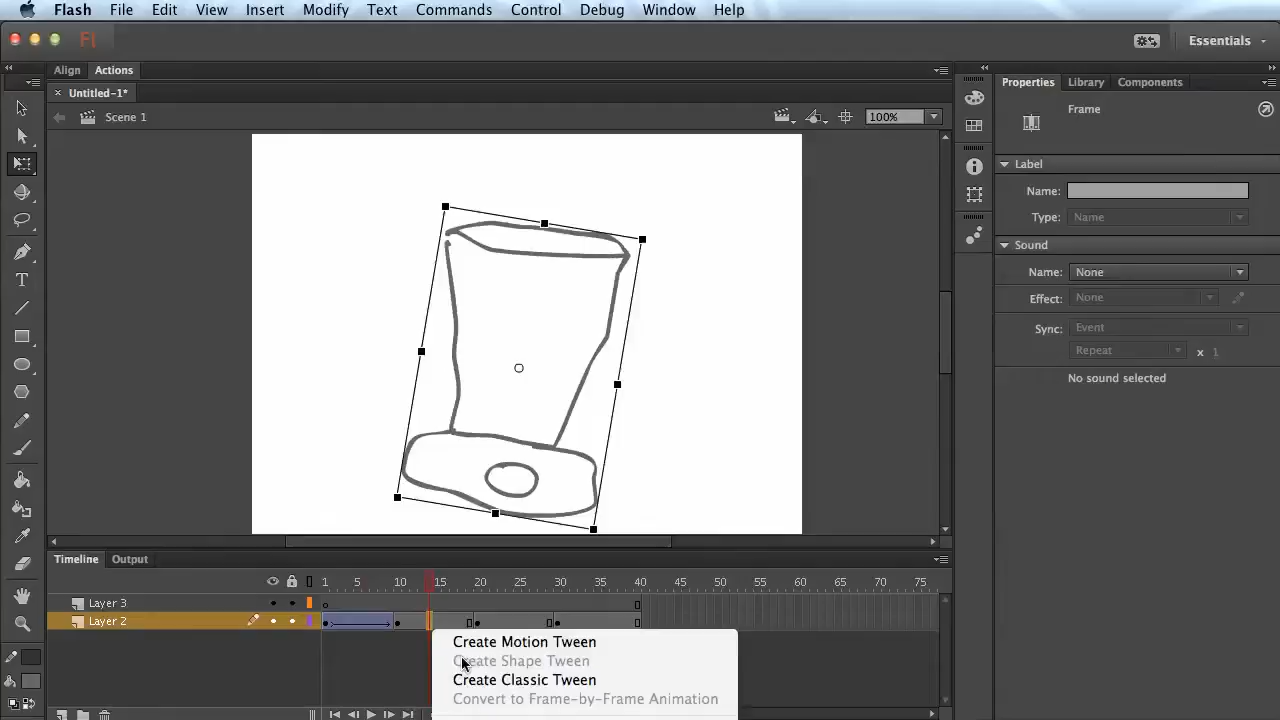 Flash File Edit View Insert Modify Text Commands Control Debug Window Help
Fl Essentials
Align Actions
Untitled-1*
Scene 1
100%
Properties Library Components
Frame
Label
Name:
Type: Name
Sound
Name: None
Effect: None
Sync: Event
Repeat x 1
No sound selected
Timeline Output
1 5 10 15 20 25 30 35 40 45 50 55 60 65 70 75
Layer 3
Layer 2
Create Motion Tween
Create Shape Tween
Create Classic Tween
Convert to Frame-by-Frame Animation